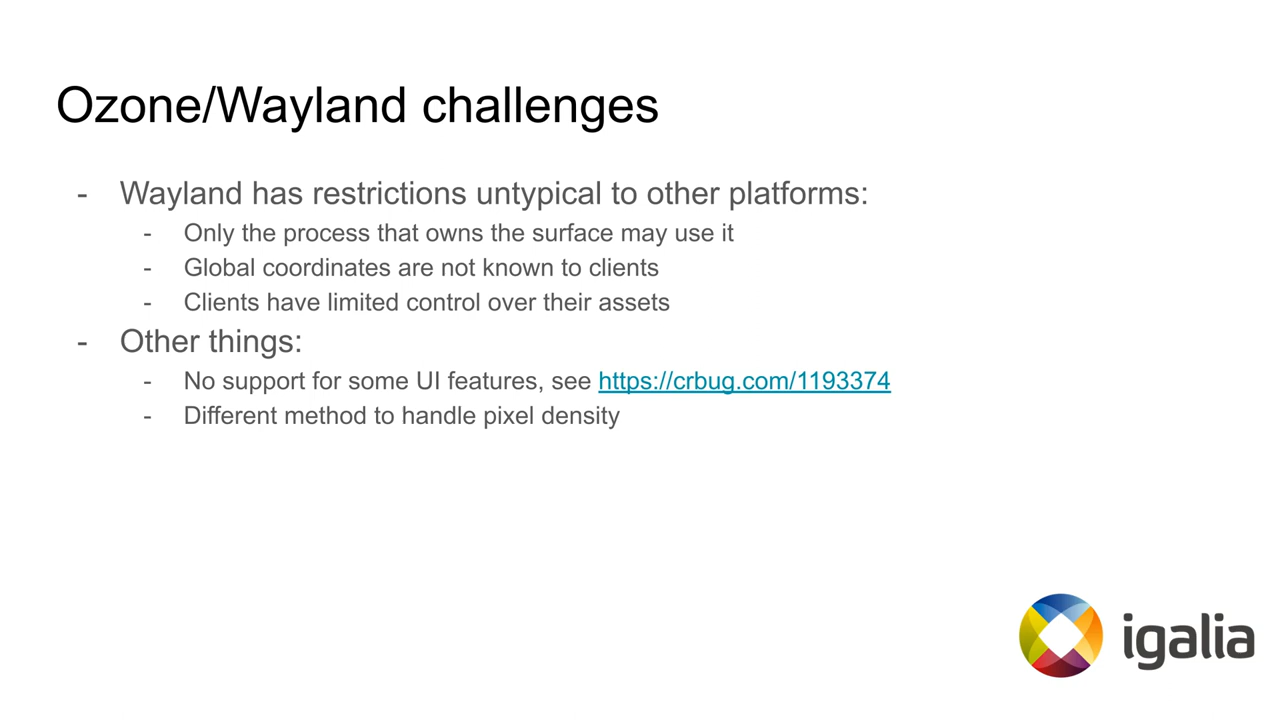 Ozone/Wayland challenges
- Wayland has restrictions untypical to other platforms:
- Only the process that owns the surface may use it
- Global coordinates are not known to clients
- Clients have limited control over their assets
- Other things:
- No support for some UI features, see https://crbug.com/1193374
- Different method to handle pixel density
igalia